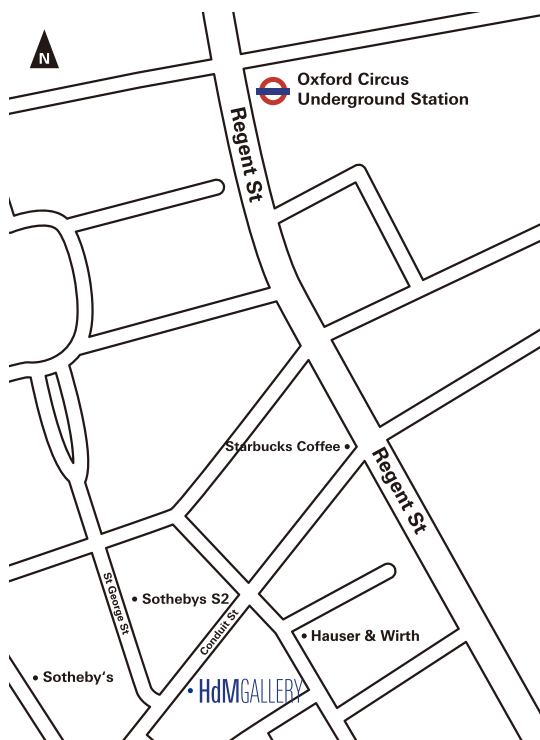 N
Oxford Circus
Underground Station
Regent St
Starbucks Coffee
Regent St
St George St
Sothebys S2
Conduit St
Hauser & Wirth
Sotheby's
HdMGALLERY